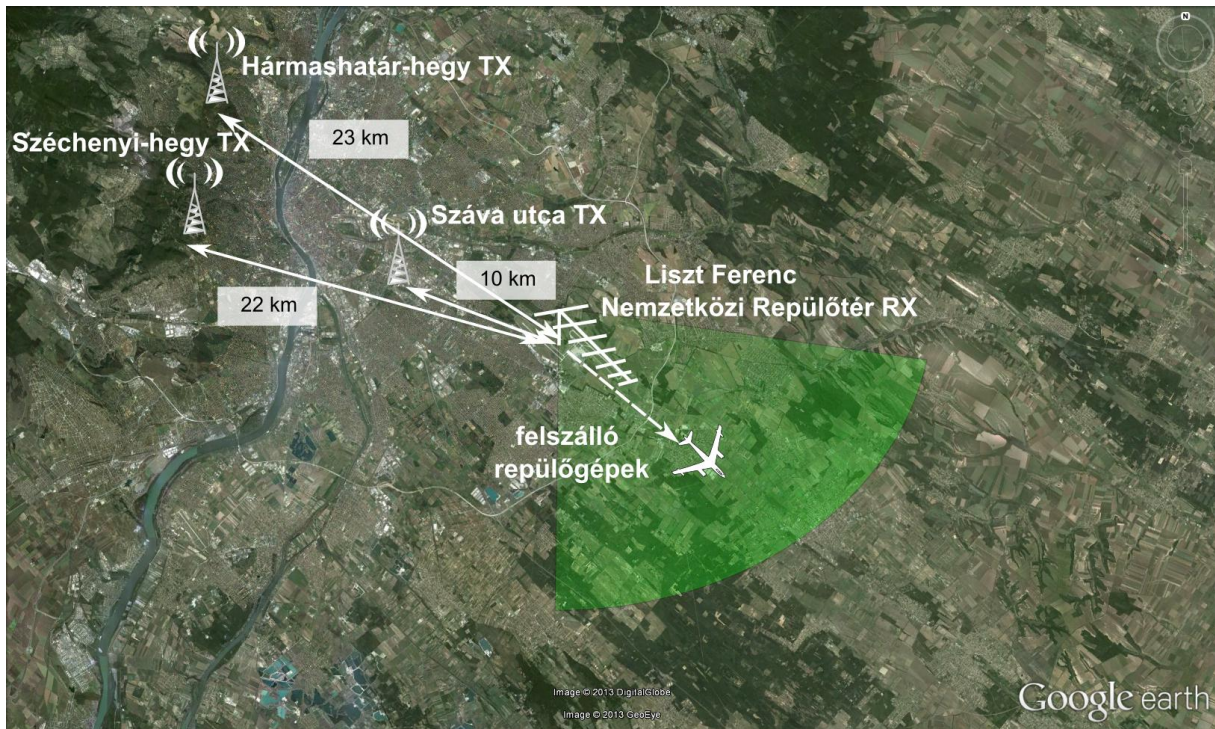 Hármashatár-hegy TX
23 km
Széchenyi-hegy TX
Száva utca TX
10 km
22 km
Liszt Ferenc
Nemzetközi Repülőtér RX
felszálló
repülőgépek
N
Image © 2013 DigitalGlobe
Image © 2013 GeoEye
Google earth